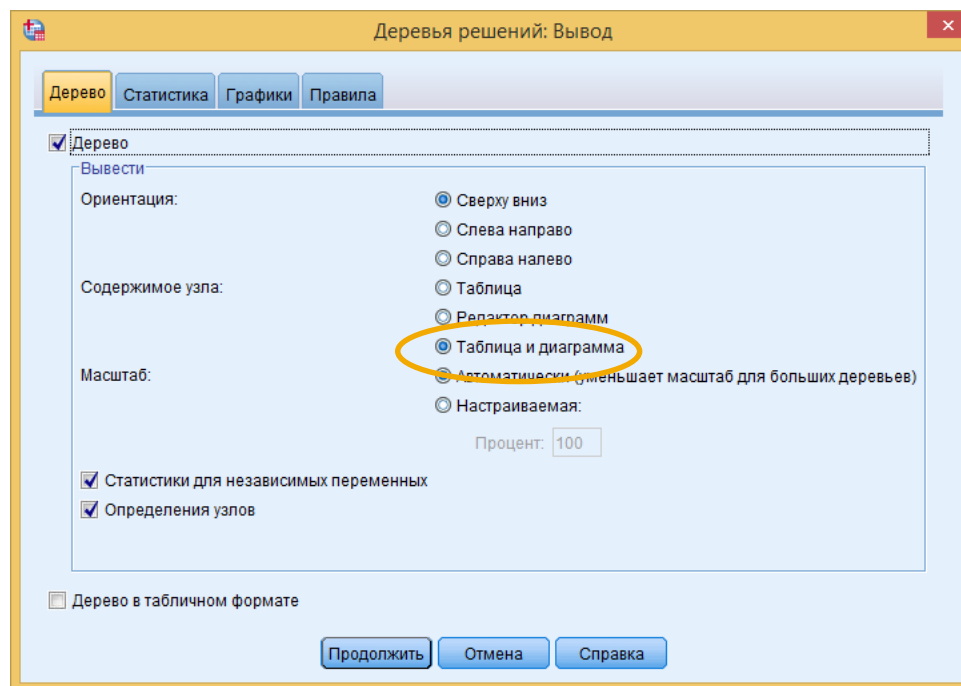 Деревья решений: Вывод
Дерево Статистика Графики Правила
Дерево
Вывести
Ориентация:
Сверху вниз
Слева направо
Справа налево
Содержимое узла:
Таблица
Редактор диаграмм
Таблица и диаграмма
Масштаб:
Автоматически (уменьшает масштаб для больших деревьев)
Настраиваемая:
Процент: 100
Статистики для независимых переменных
Определения узлов
Дерево в табличном формате
Продолжить Отмена Справка